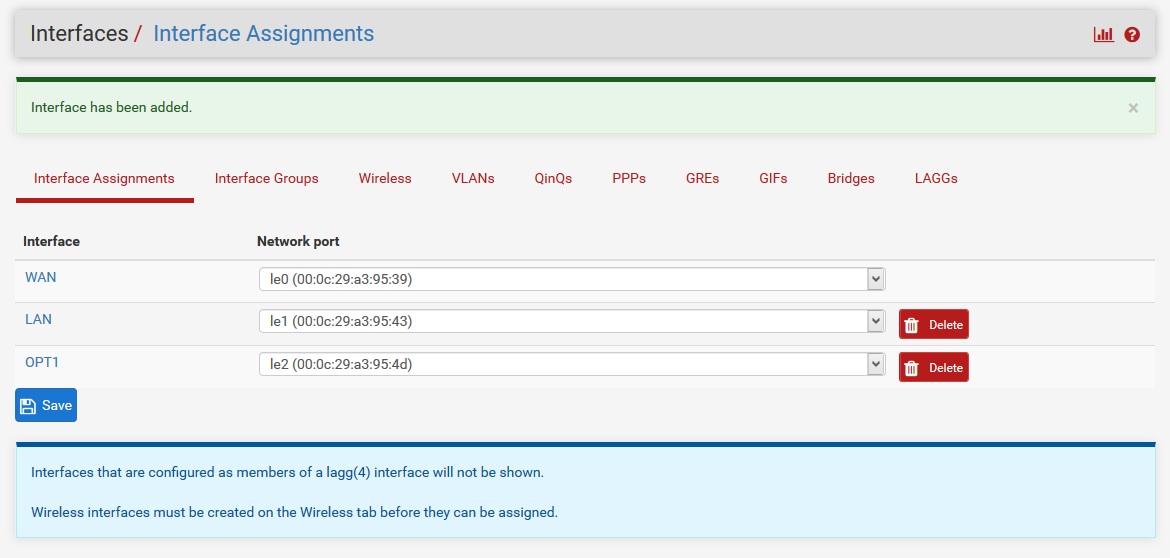 Interfaces / Interface Assignments
Interface has been added.
×
Interface Assignments Interface Groups Wireless VLANs QinQs PPPs GREs GIFs Bridges LAGGs
Interface Network port
WAN le0 (00:0c:29:a3:95:39)
LAN le1 (00:0c:29:a3:95:43) Delete
OPT1 le2 (00:0c:29:a3:95:4d) Delete
Save
Interfaces that are configured as members of a lagg(4) interface will not be shown.
Wireless interfaces must be created on the Wireless tab before they can be assigned.